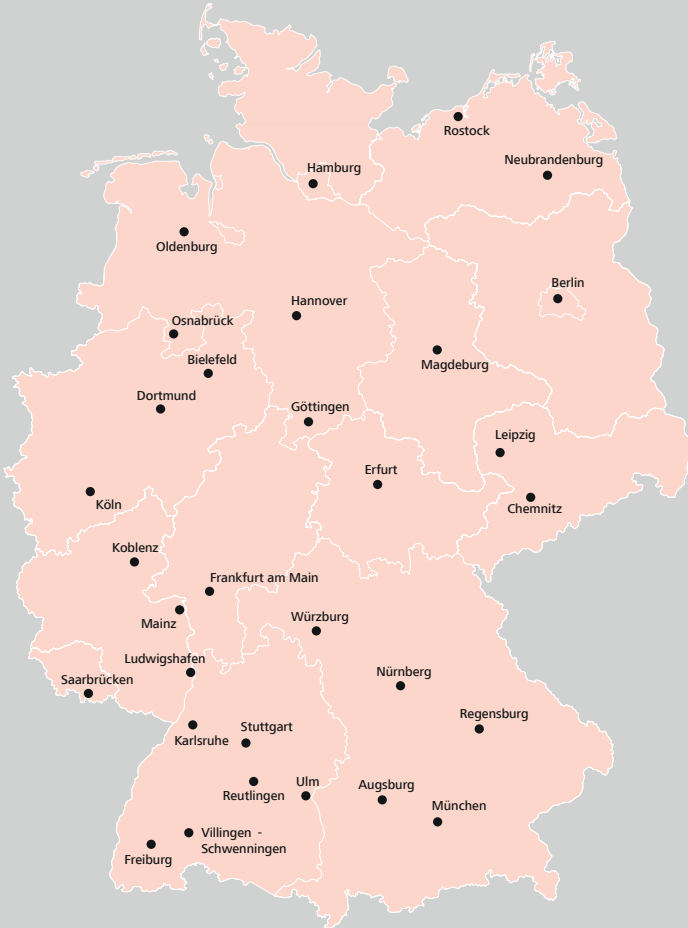 Rostock
Neubrandenburg
Hamburg
Oldenburg
Berlin
Hannover
Osnabrück
Bielefeld
Magdeburg
Dortmund
Göttingen
Leipzig
Erfurt
Köln
Chemnitz
Koblenz
Frankfurt am Main
Mainz
Würzburg
Ludwigshafen
Saarbrücken
Nürnberg
Regensburg
Karlsruhe
Stuttgart
Reutlingen
Ulm
Augsburg
München
Villingen -
Schwenningen
Freiburg